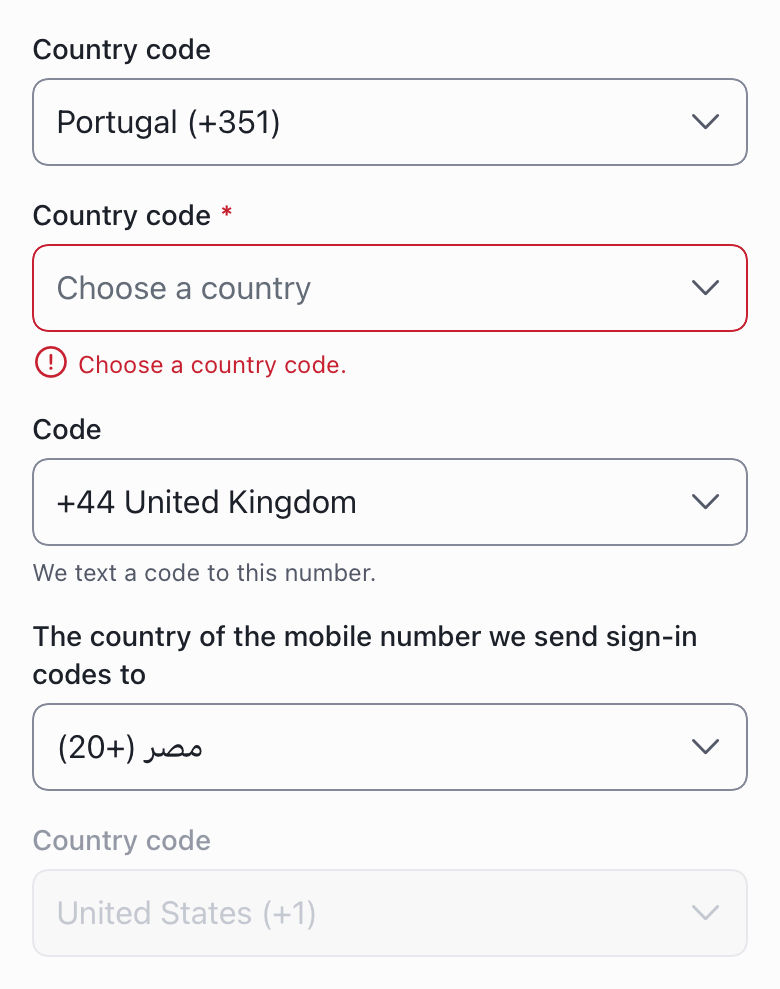 Country code
Portugal (+351)
Country code *
Choose a country
Choose a country code.
Code
+44 United Kingdom
We text a code to this number.
The country of the mobile number we send sign-in
codes to
مصر (+20)
Country code
United States (+1)